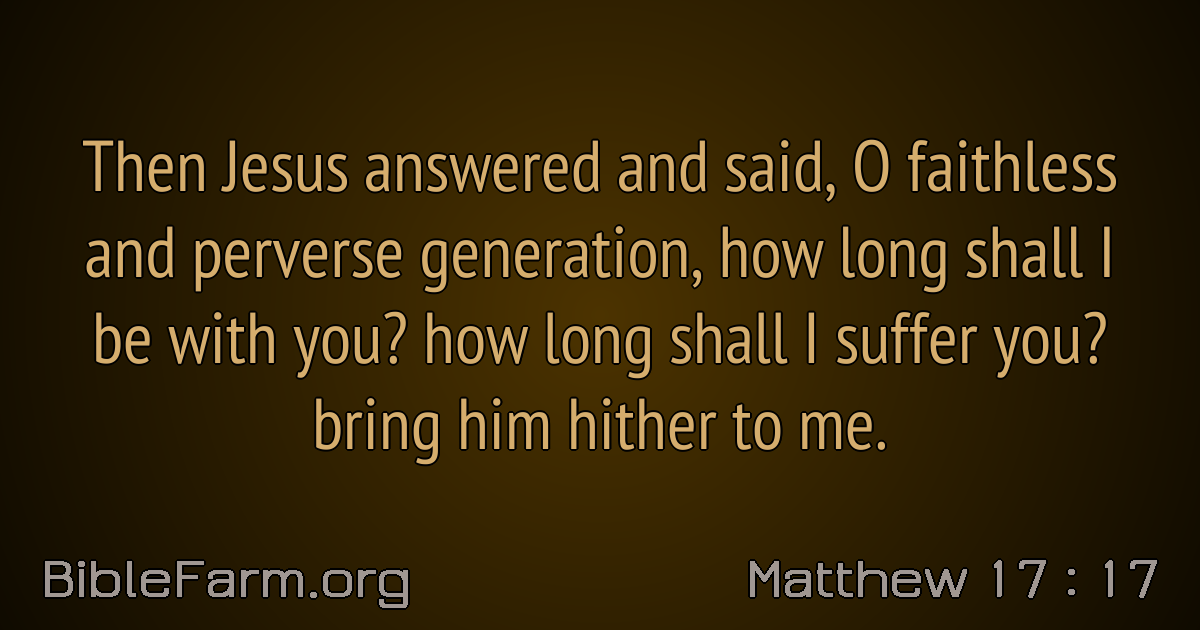 Then Jesus answered and said, O faithless
and perverse generation, how long shall I
be with you? how long shall I suffer you?
bring him hither to me.
BibleFarm.org
Matthew 17 : 17